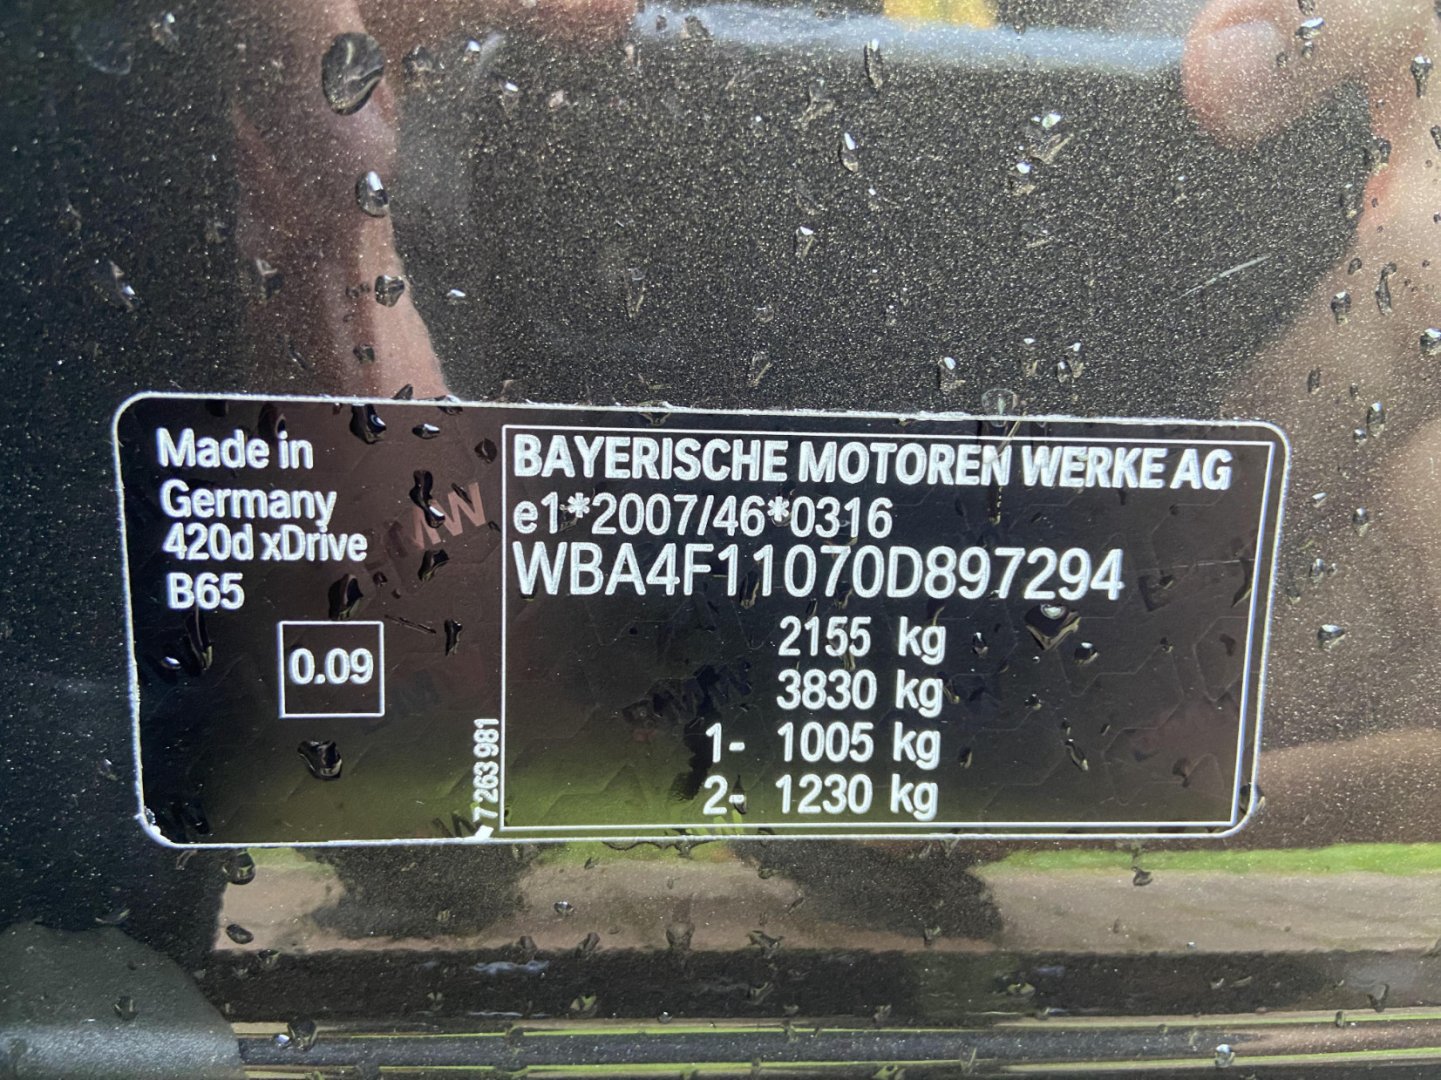 Made in
Germany
420d xDrive
B65
0.09
7 263 981
BAYERISCHE MOTOREN WERKE AG
e1*2007/46*0316
WBA4F11070D897294
2155 kg
3830 kg
1- 1005 kg
2- 1230 kg